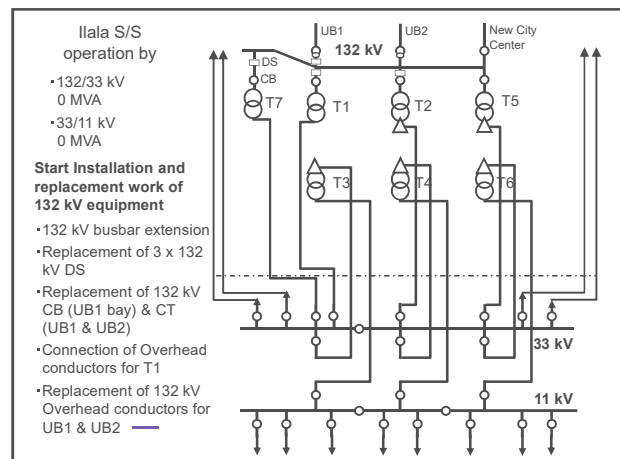 Ilala S/S
operation by
·132/33 kV
0 MVA
·33/11 kV
0 MVA
Start Installation and
replacement work of
132 kV equipment
·132 kV busbar extension
·Replacement of 3 x 132
kV DS
·Replacement of 132 kV
CB (UB1 bay) & CT
(UB1 & UB2)
·Connection of Overhead
conductors for T1
·Replacement of 132 kV
Overhead conductors for
UB1 & UB2
UB1
UB2
New City
Center
132 kV
DS
CB
T7
T1
T2
T5
T3
T4
T6
33 kV
11 kV